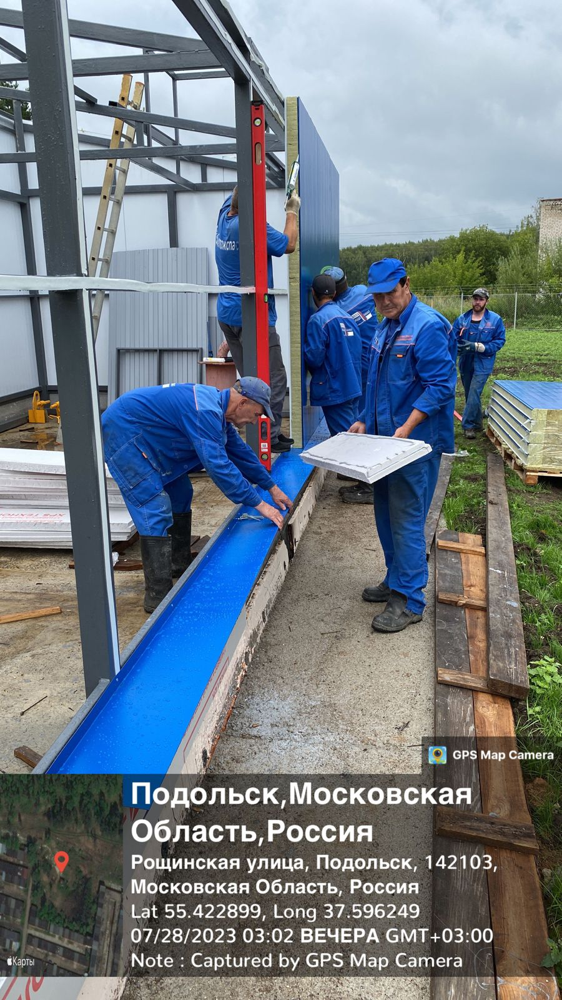 GPS Map Camera
Подольск,Московская
Область,Россия
Рощинская улица, Подольск, 142103,
Московская Область, Россия
Lat 55.422899, Long 37.596249
07/28/2023 03:02 ВЕЧЕРА GMT+03:00
Note : Captured by GPS Map Camera
Карты